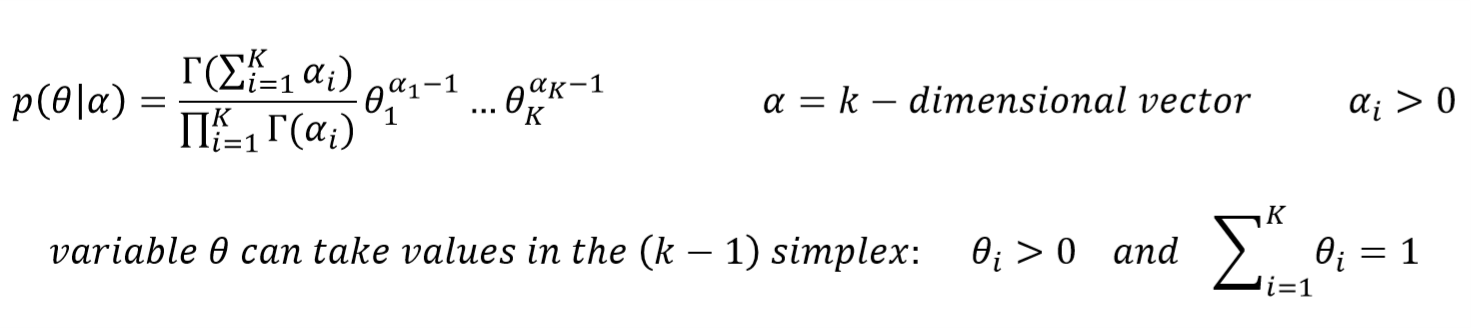 p(θ|α) = \frac{Γ(∑_{i=1}^{K} α_i)}{∏_{i=1}^{K} Γ(α_i)} θ_1^{α_1−1} … θ_K^{α_K−1} α = k − dimensional vector α_i > 0
variable θ can take values in the (k − 1) simplex: θ_i > 0 and ∑_{i=1}^{K} θ_i = 1